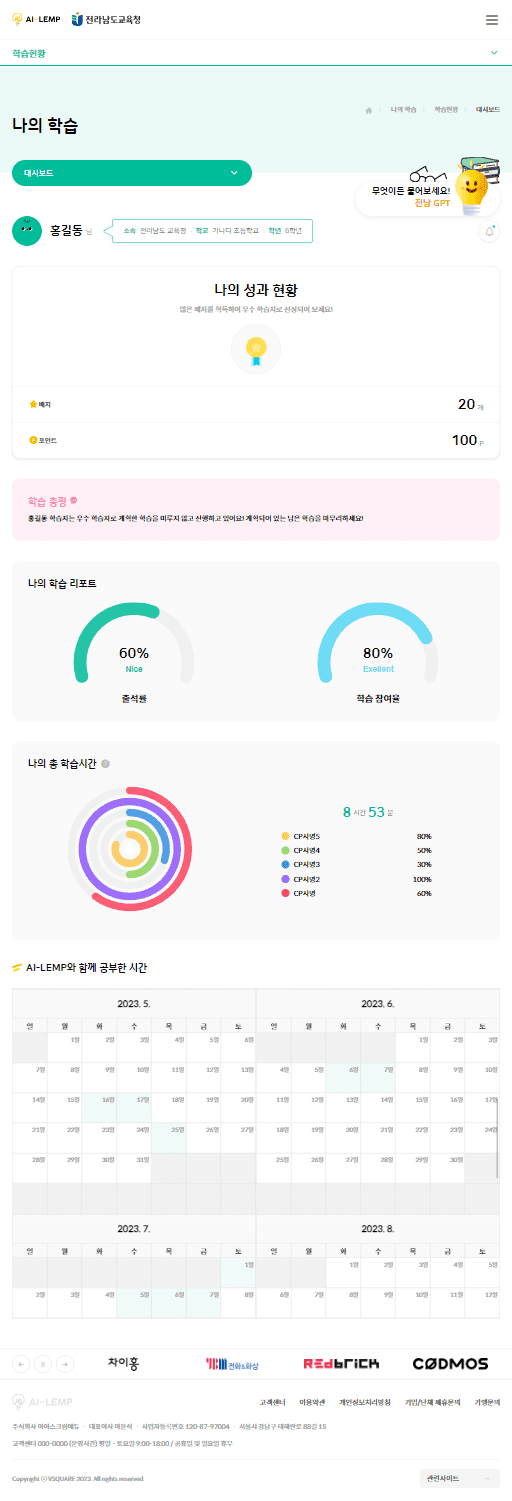 AI-LEMP 전라남도교육청
학습현황
나의 학습 학습현황 대시보드
나의 학습
대시보드
무엇이든 물어보세요!
전남 GPT
홍길동 님
소속 전라남도 교육청 학교 가나다 초등학교 학년 6학년
나의 성과 현황
많은 배지를 획득하여 우수 학습자로 선정되어 보세요!
배지 20 개
포인트 100 P
학습 총평
홍길동 학습자는 우수 학습자로 계획한 학습을 미루지 않고 진행하고 있어요! 계획되어 있는 남은 학습을 마무리하세요!
나의 학습 리포트
60% 80%
Nice Exellent
출석률 학습 참여율
나의 총 학습시간
8 시간 53 분
CP사명5 80%
CP사명4 50%
CP사명3 30%
CP사명2 100%
CP사명 60%
AI-LEMP와 함께 공부한 시간
2023. 5. 2023. 6.
일 월 화 수 목 금 토 일 월 화 수 목 금 토
1일 2일 3일 4일 5일 6일 1일 2일 3일
7일 8일 9일 10일 11일 12일 13일 4일 5일 6일 7일 8일 9일 10일
14일 15일 16일 17일 18일 19일 20일 11일 12일 13일 14일 15일 16일 17일
21일 22일 23일 24일 25일 26일 27일 18일 19일 20일 21일 22일 23일 24일
28일 29일 30일 31일 25일 26일 27일 28일 29일 30일
2023. 7. 2023. 8.
일 월 화 수 목 금 토 일 월 화 수 목 금 토
1일 1일 2일 3일 4일 5일
2일 3일 4일 5일 6일 7일 8일 6일 7일 8일 9일 10일 11일 12일
차이홍 YBM 전화&화상 REdbrick CODMOS
AI-LEMP 고객센터 이용약관 개인정보처리방침 기업/단체 제휴문의 가맹문의
주식회사 아이스크림에듀 대표이사 이윤석 사업자등록번호 120-87-97004 서울시 강남구 테헤란로 88길 15
고객센터 000-0000 (운영시간) 평일 - 토요일 9:00-18:00 / 공휴일 및 일요일 휴무
Copyright ⓒ VSQUARE 2023 All rights reserved 관련사이트